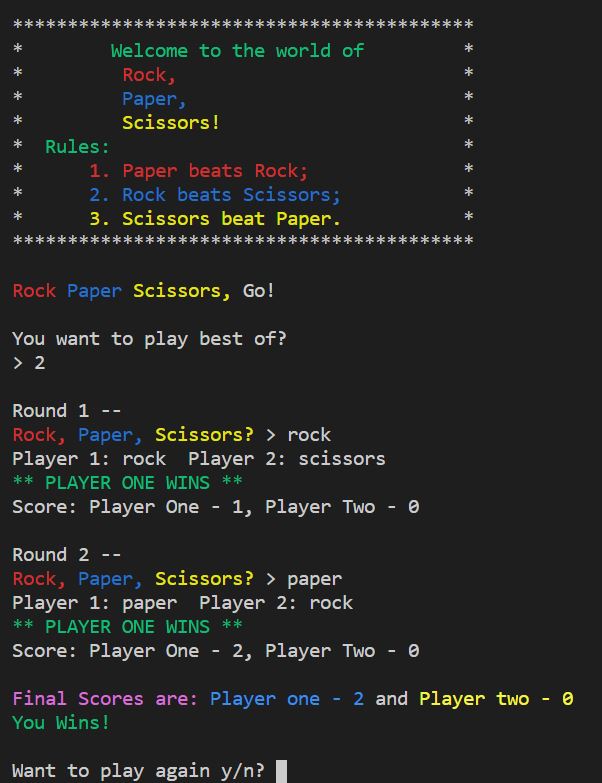 ******************************************
*        Welcome to the world of         *
*         Rock,                          *
*         Paper,                         *
*         Scissors!                      *
*  Rules:                                *
*      1. Paper beats Rock;              *
*      2. Rock beats Scissors;           *
*      3. Scissors beat Paper.           *
******************************************
Rock Paper Scissors, Go!
You want to play best of?
> 2
Round 1 --
Rock, Paper, Scissors? > rock
Player 1: rock  Player 2: scissors
** PLAYER ONE WINS **
Score: Player One - 1, Player Two - 0
Round 2 --
Rock, Paper, Scissors? > paper
Player 1: paper  Player 2: rock
** PLAYER ONE WINS **
Score: Player One - 2, Player Two - 0
Final Scores are: Player one - 2 and Player two - 0
You Wins!
Want to play again y/n?